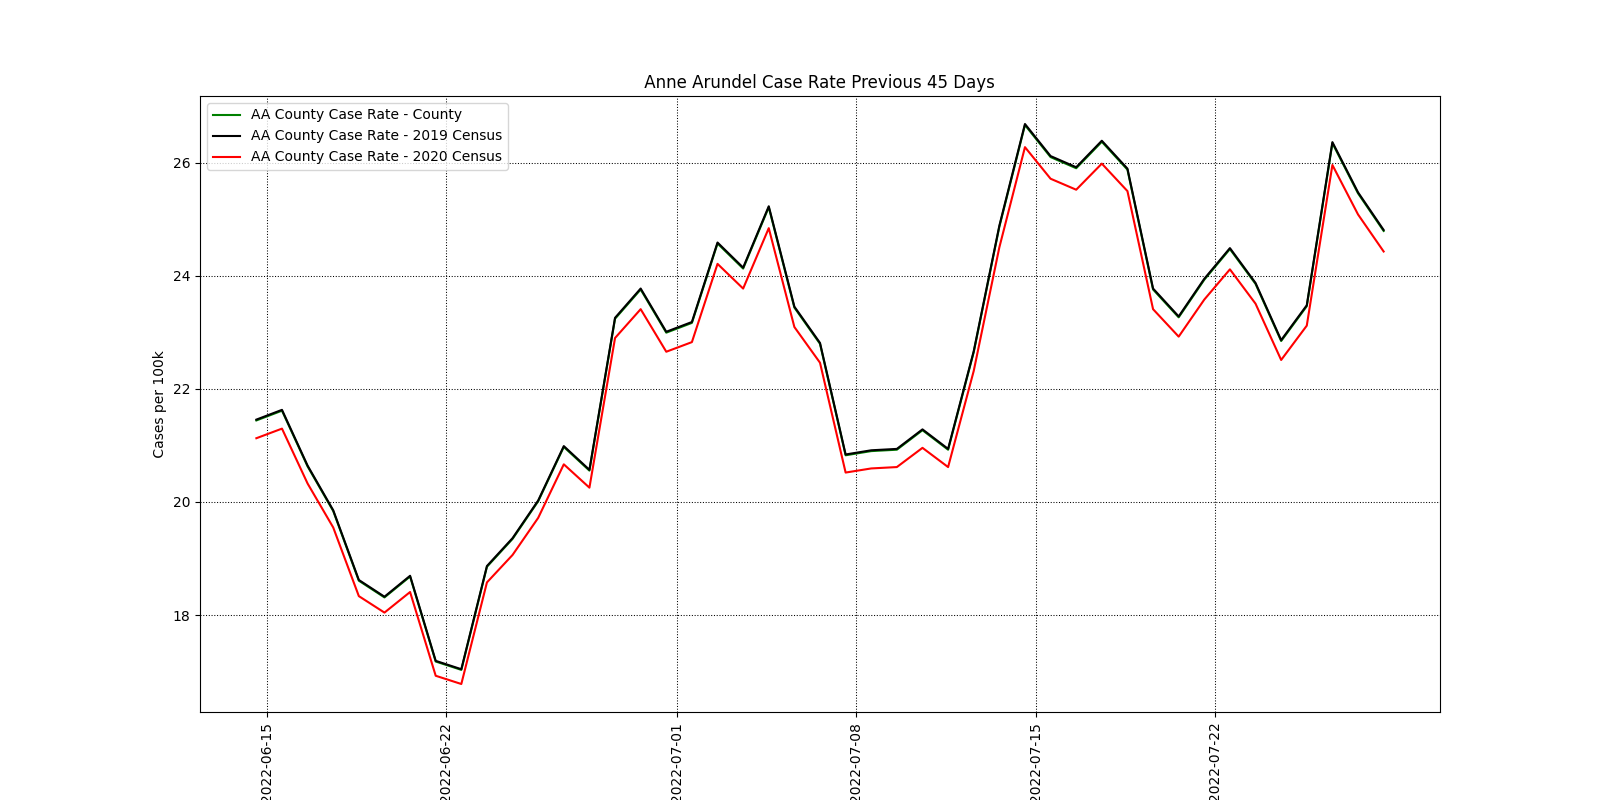 Anne Arundel Case Rate Previous 45 Days
AA County Case Rate - County
AA County Case Rate - 2019 Census
AA County Case Rate - 2020 Census
Cases per 100k
26
24
22
20
18
2022-06-15
2022-06-22
2022-07-01
2022-07-08
2022-07-15
2022-07-22